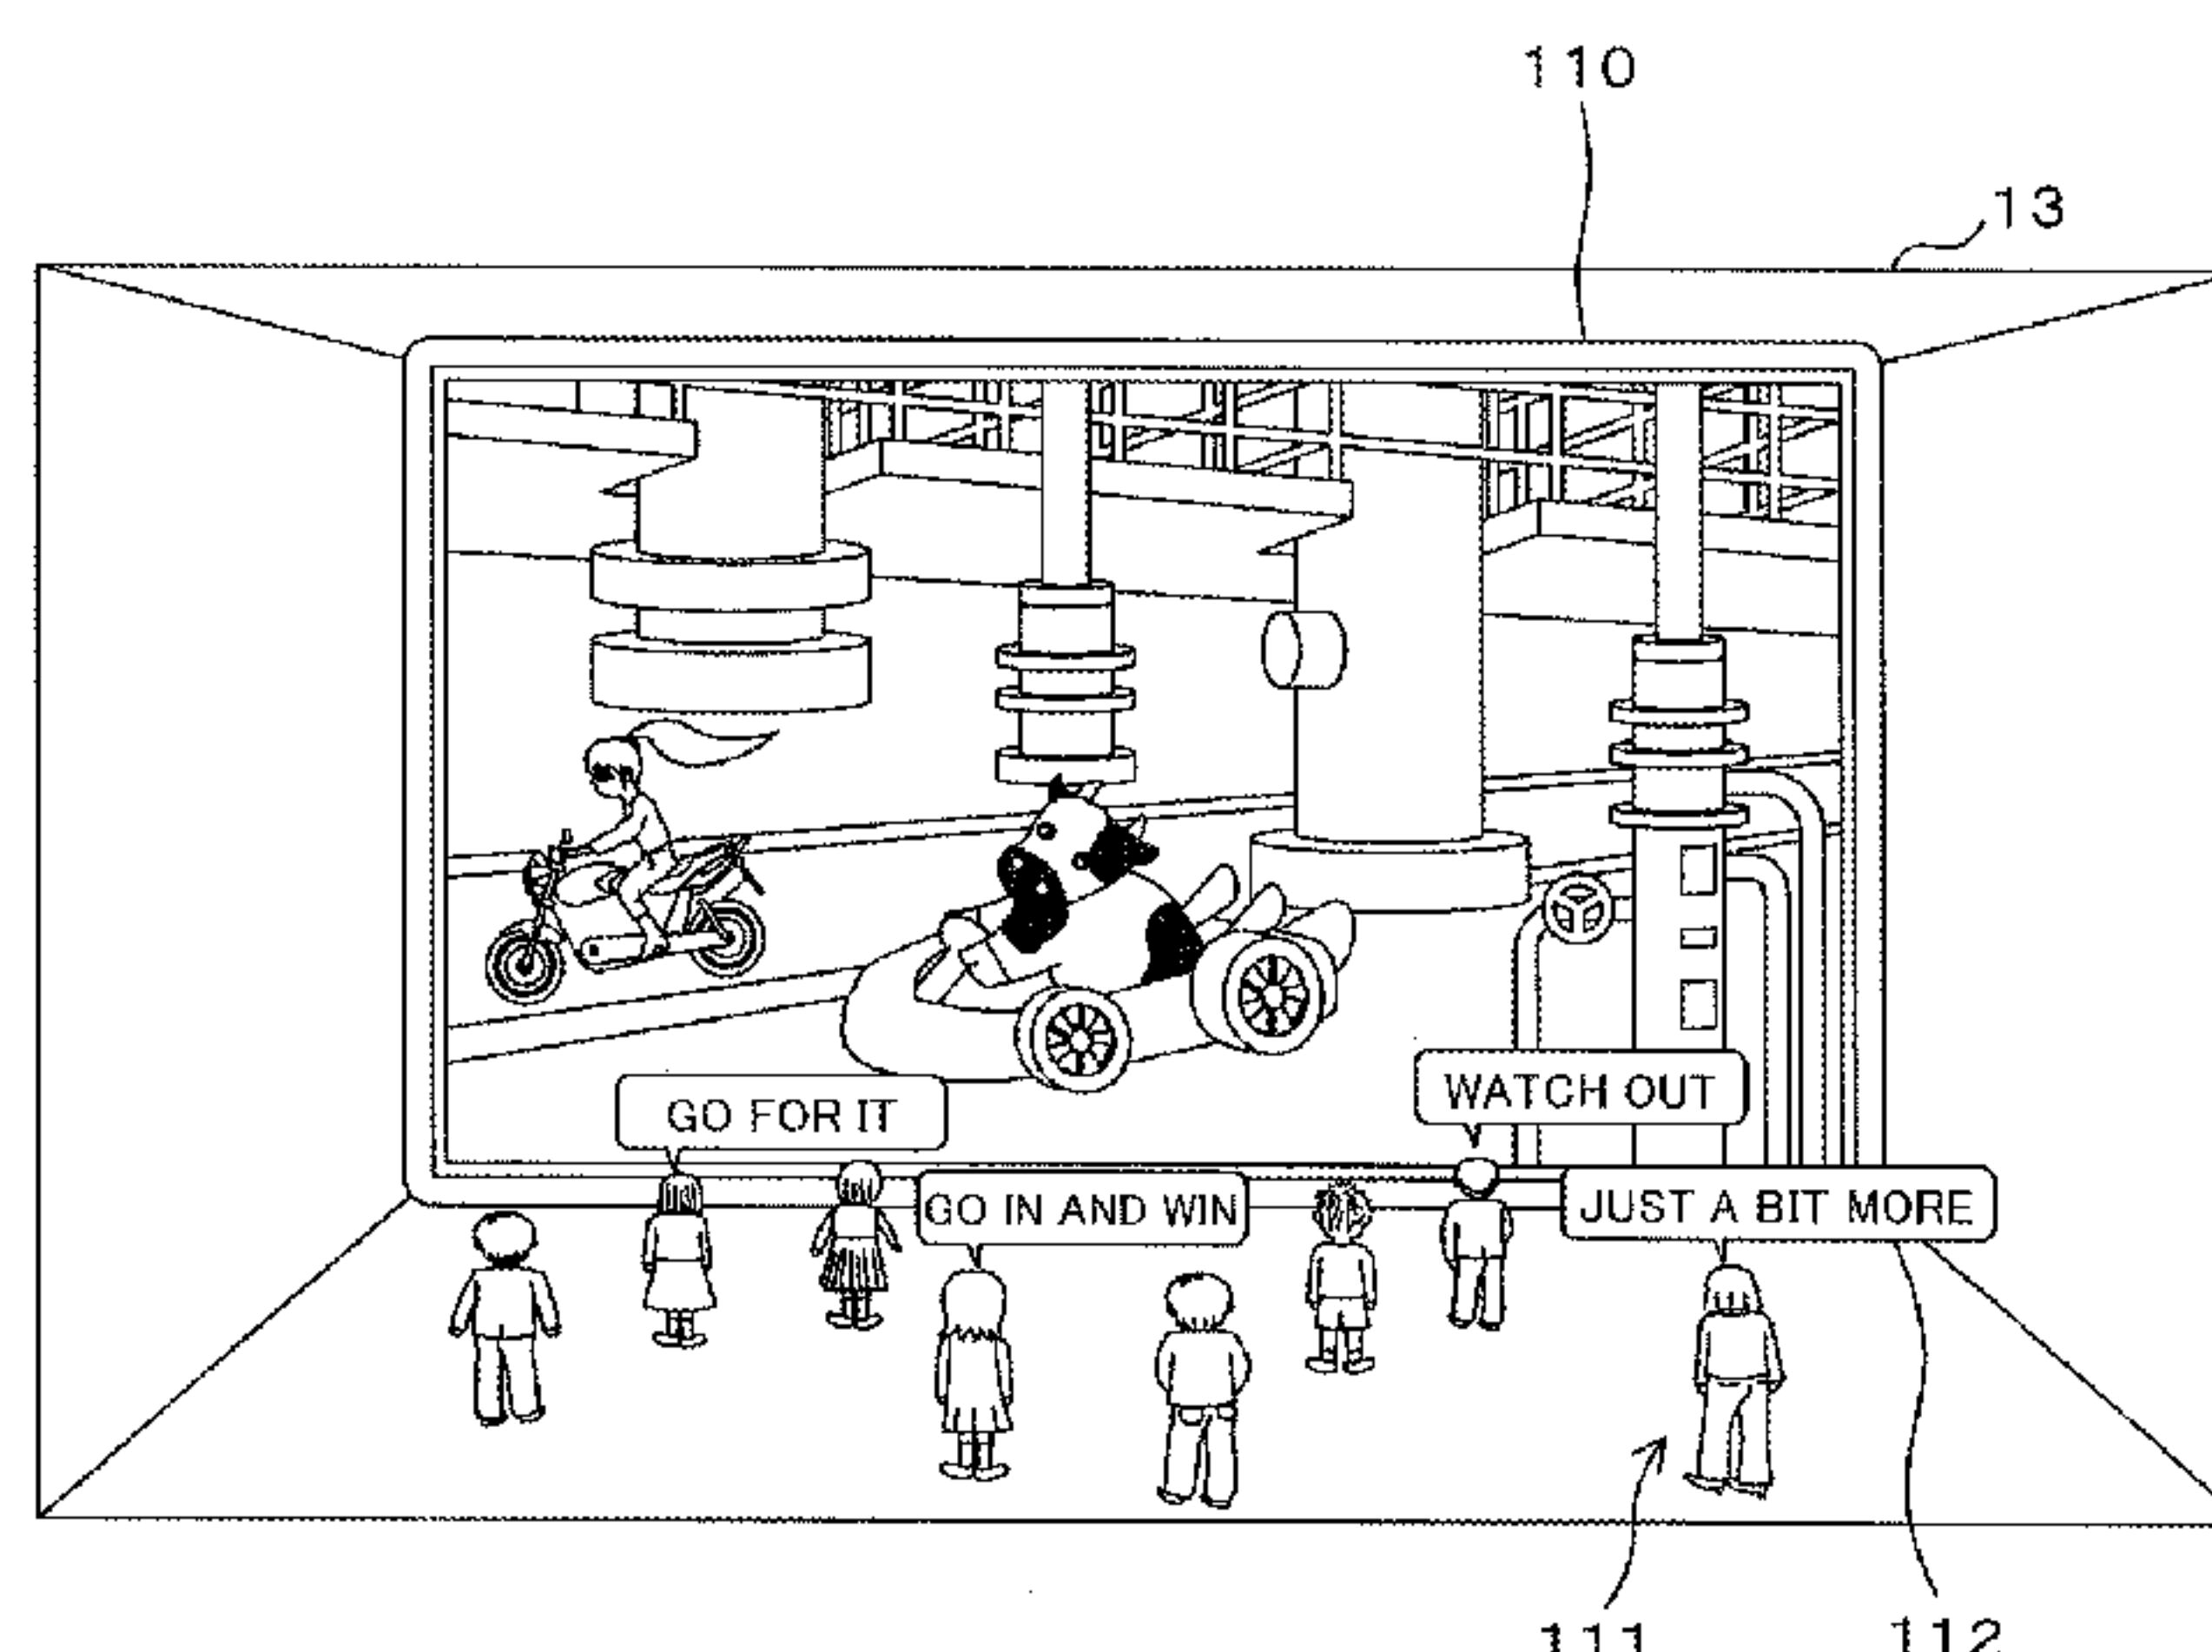 110
13
WATCH OUT
GO FOR IT
GO IN AND WIN
JUST A BIT MORE
111
112